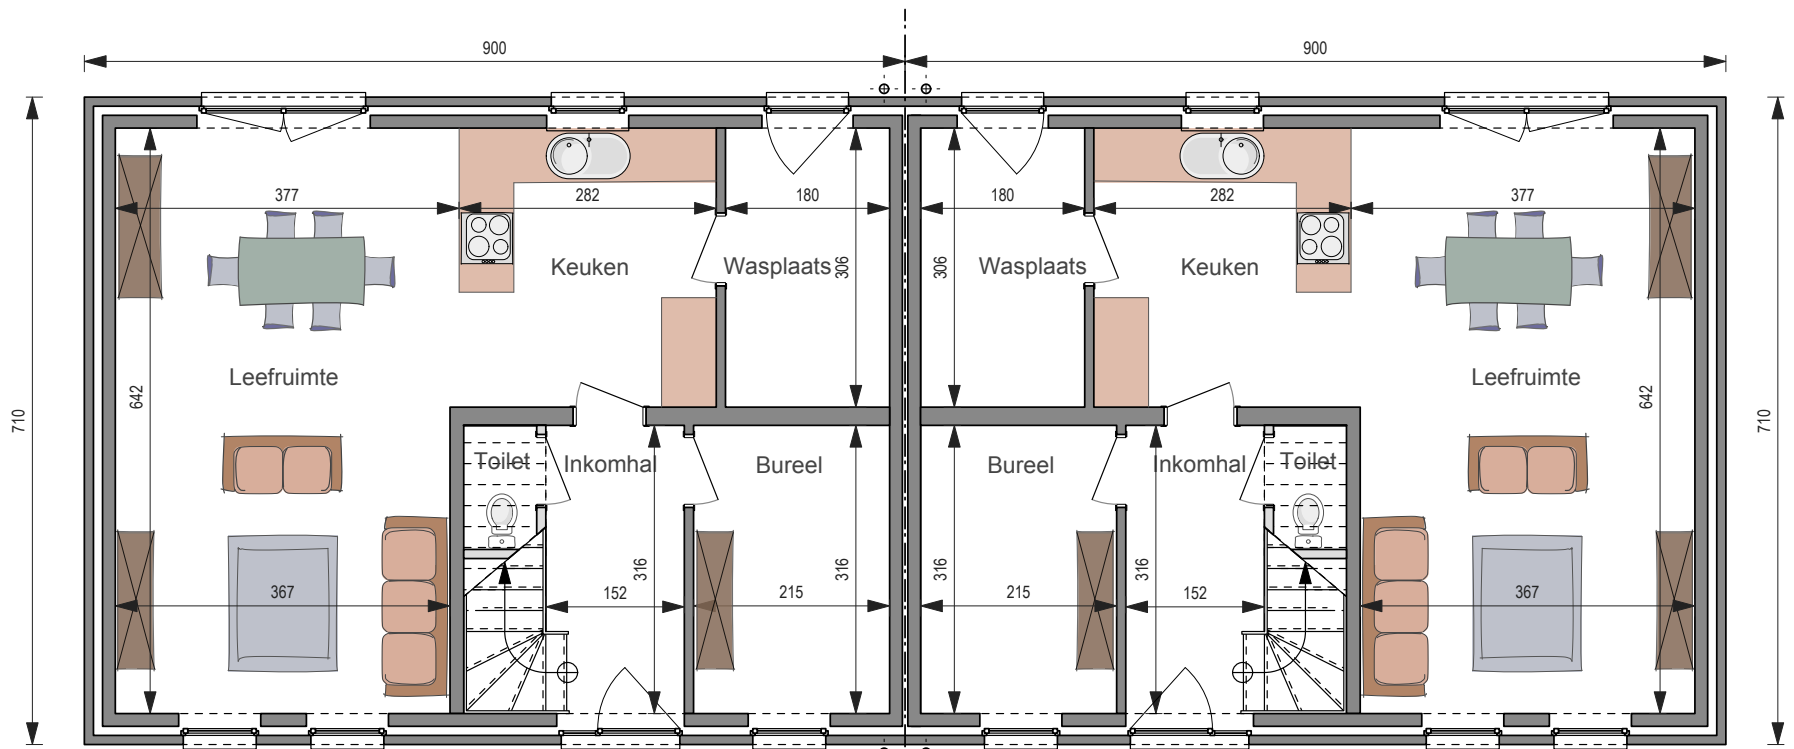 900 900
377 282 180 180 282 377
Keuken Wasplaats 306 306 Wasplaats Keuken
Leefruimte Leefruimte
642 642
710 710
Toilet Inkomhal Bureel Bureel Inkomhal Toilet
316 316 316 316
367 152 215 215 152 367